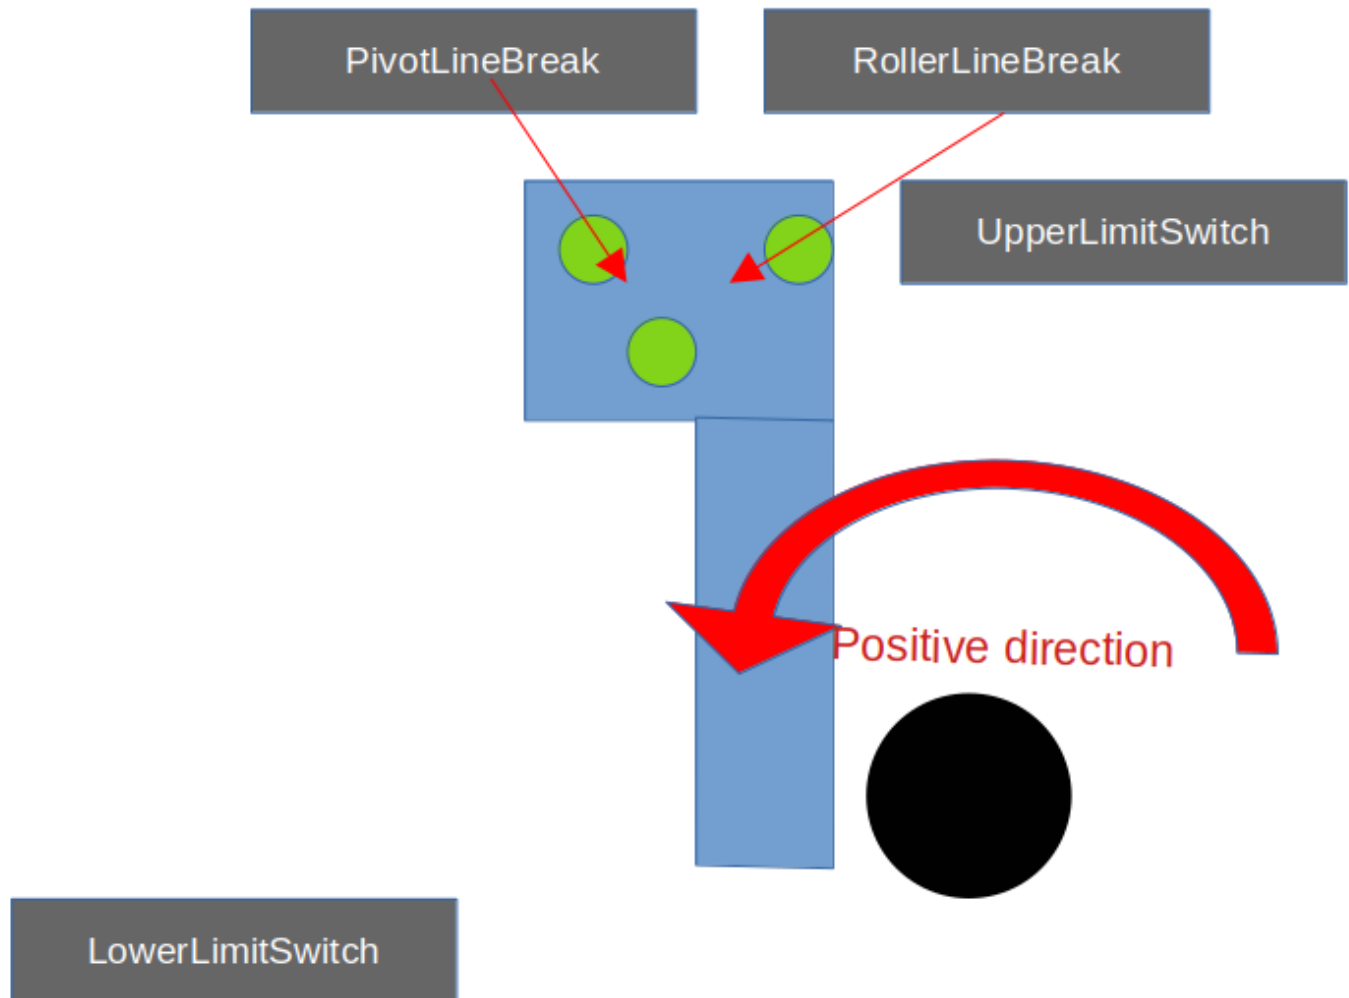 PivotLineBreak
RollerLineBreak
UpperLimitSwitch
Positive direction
LowerLimitSwitch